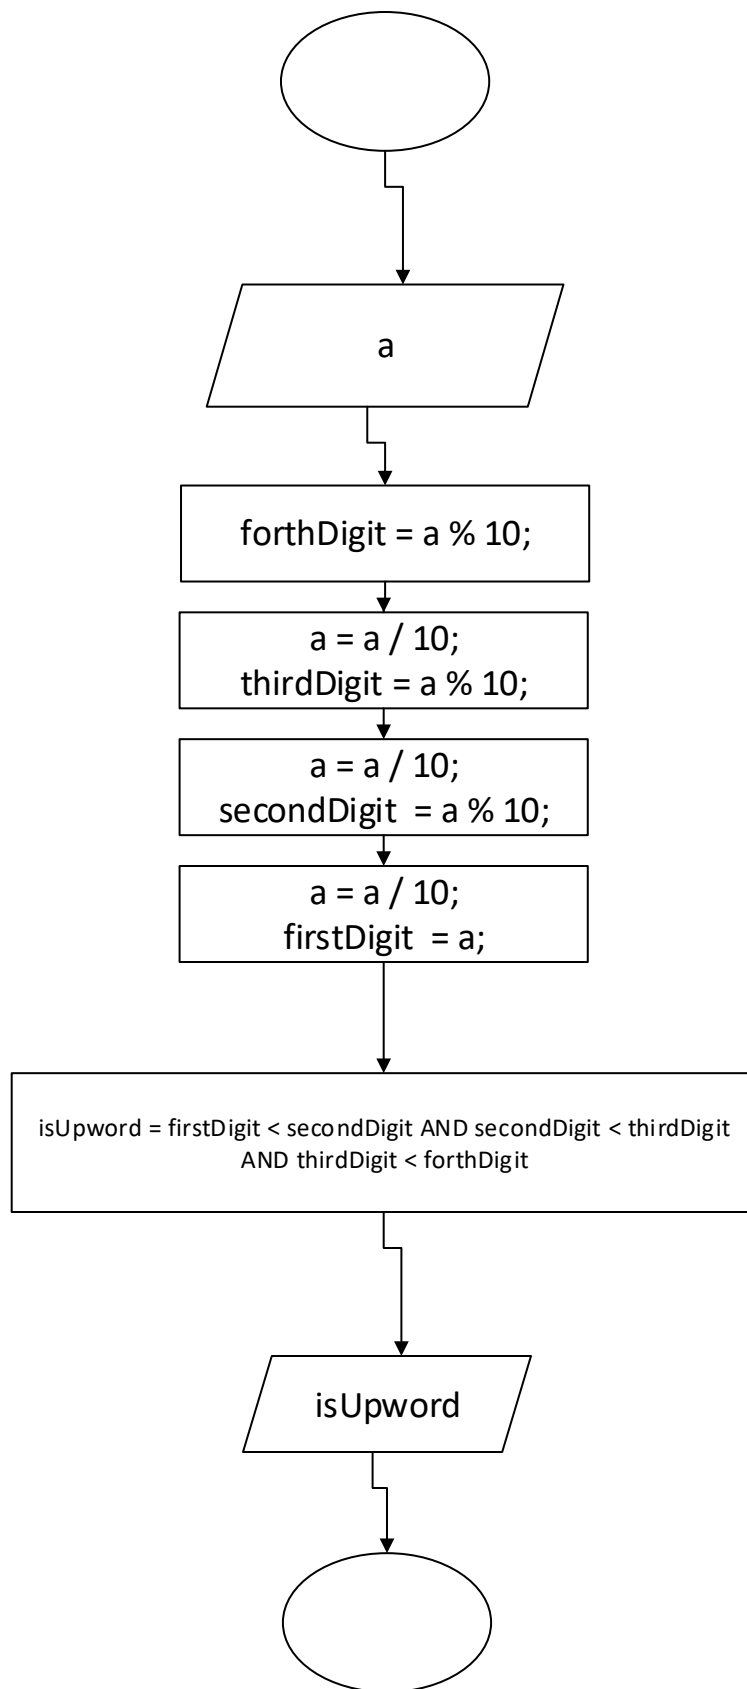 a
forthDigit = a % 10;
a = a / 10;
thirdDigit = a % 10;
a = a / 10;
secondDigit  = a % 10;
a = a / 10;
firstDigit  = a;
isUpword = firstDigit < secondDigit AND secondDigit < thirdDigit
AND thirdDigit < forthDigit
isUpword